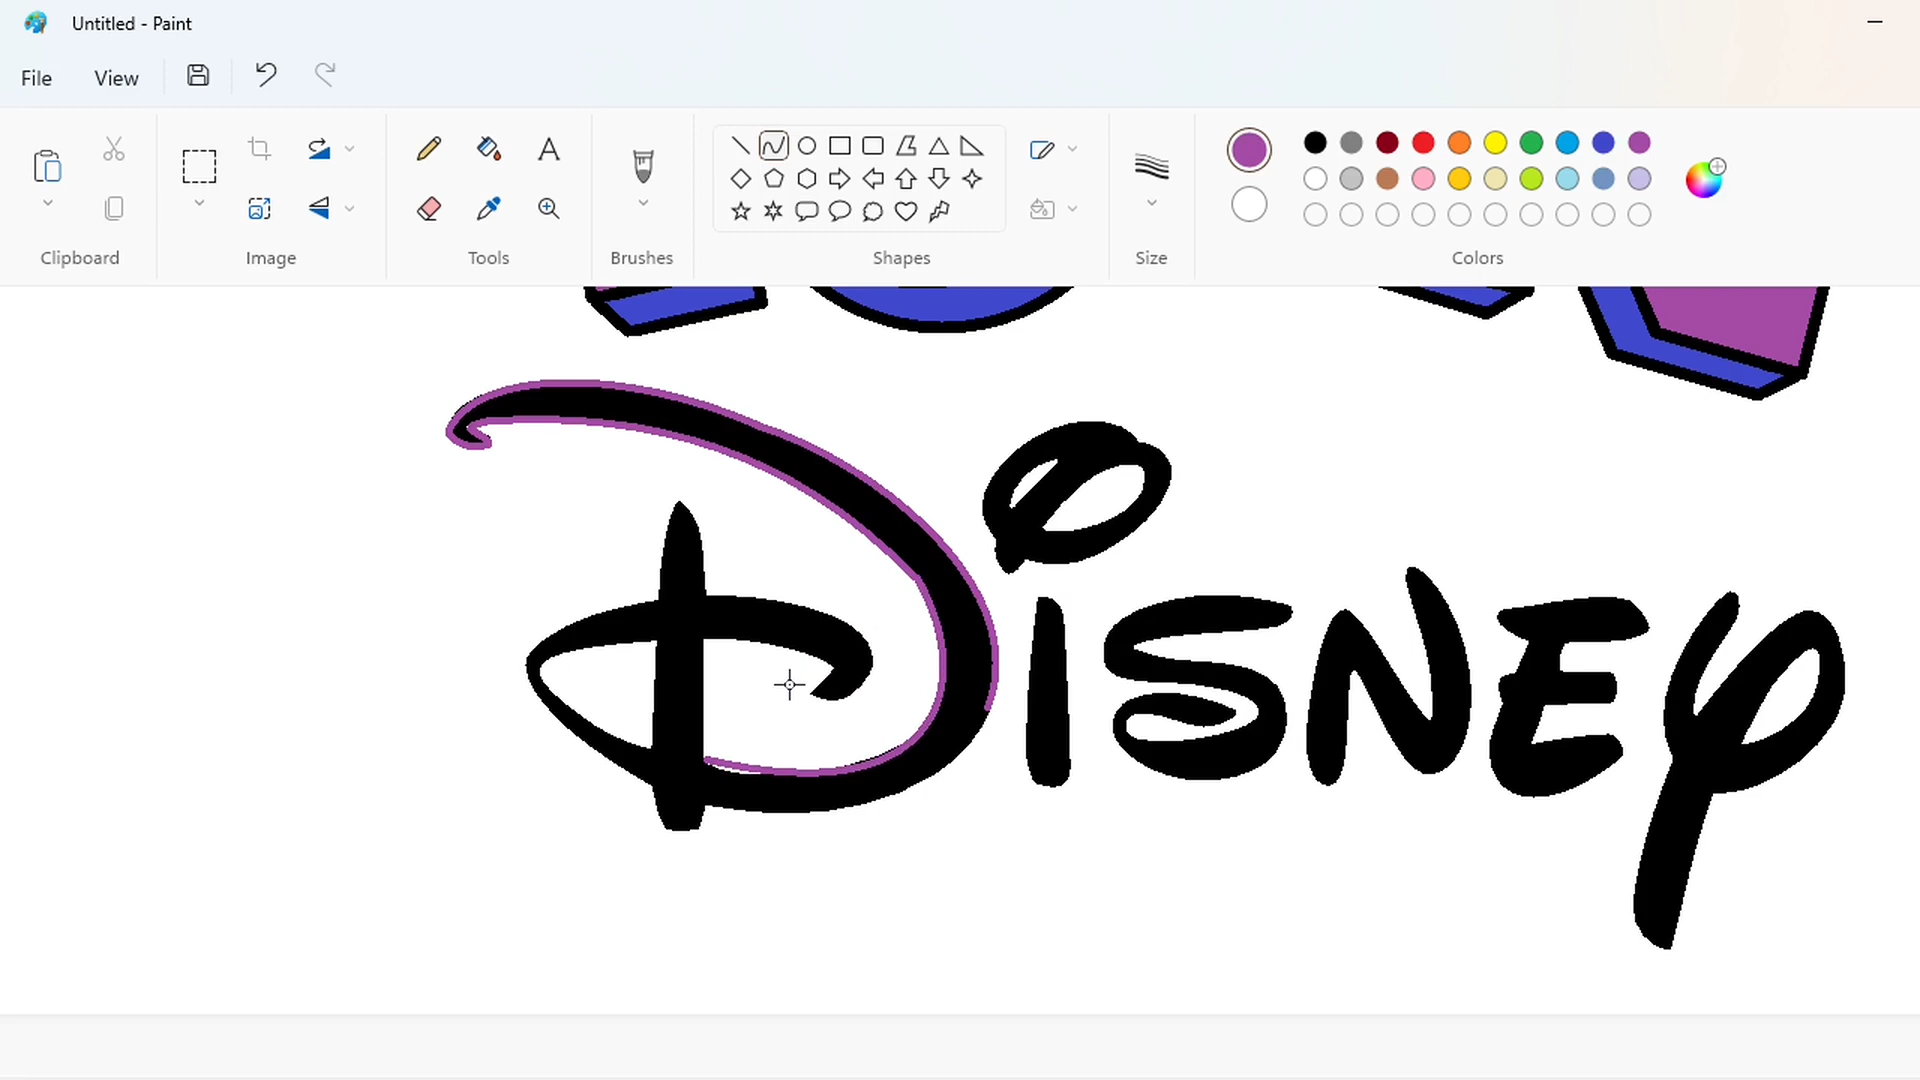 Untitled - Paint
File View
Clipboard Image Tools Brushes Shapes Size Colors
DiSNEY